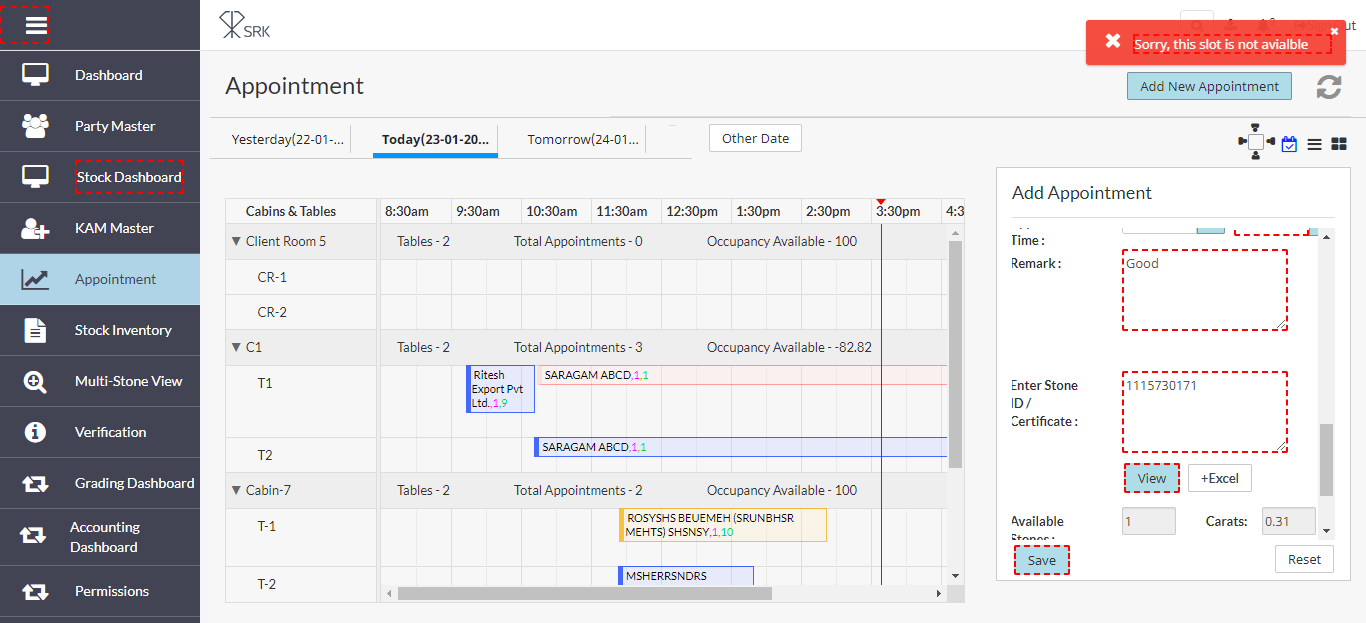 SRK
Sign out
Sorry, this slot is not avialble
Dashboard
Party Master
Stock Dashboard
KAM Master
Appointment
Stock Inventory
Multi-Stone View
Verification
Grading Dashboard
Accounting
Dashboard
Permissions
Appointment
Add New Appointment
Yesterday(22-01-...
Today(23-01-20...
Tomorrow(24-01...
Other Date
Cabins & Tables
8:30am 9:30am 10:30am 11:30am 12:30pm 1:30pm 2:30pm 3:30pm 4:3
Client Room 5 Tables - 2 Total Appointments - 0 Occupancy Available - 100
CR-1
CR-2
C1 Tables - 2 Total Appointments - 3 Occupancy Available - -82.82
T1
Ritesh
Export Pvt
Ltd.,1,9
SARAGAM ABCD,1,1
T2
SARAGAM ABCD,1,1
Cabin-7 Tables - 2 Total Appointments - 2 Occupancy Available - 100
T-1
ROSYSHS BEUEMEH (SRUNBHSR
MEHTS) SHSNSY,1,10
T-2
MSHERRSNDRS
Add Appointment
Time :
Remark :
Good
Enter Stone
ID /
Certificate :
1115730171
View
+Excel
Available
Stones :
1
Carats:
0.31
Save
Reset